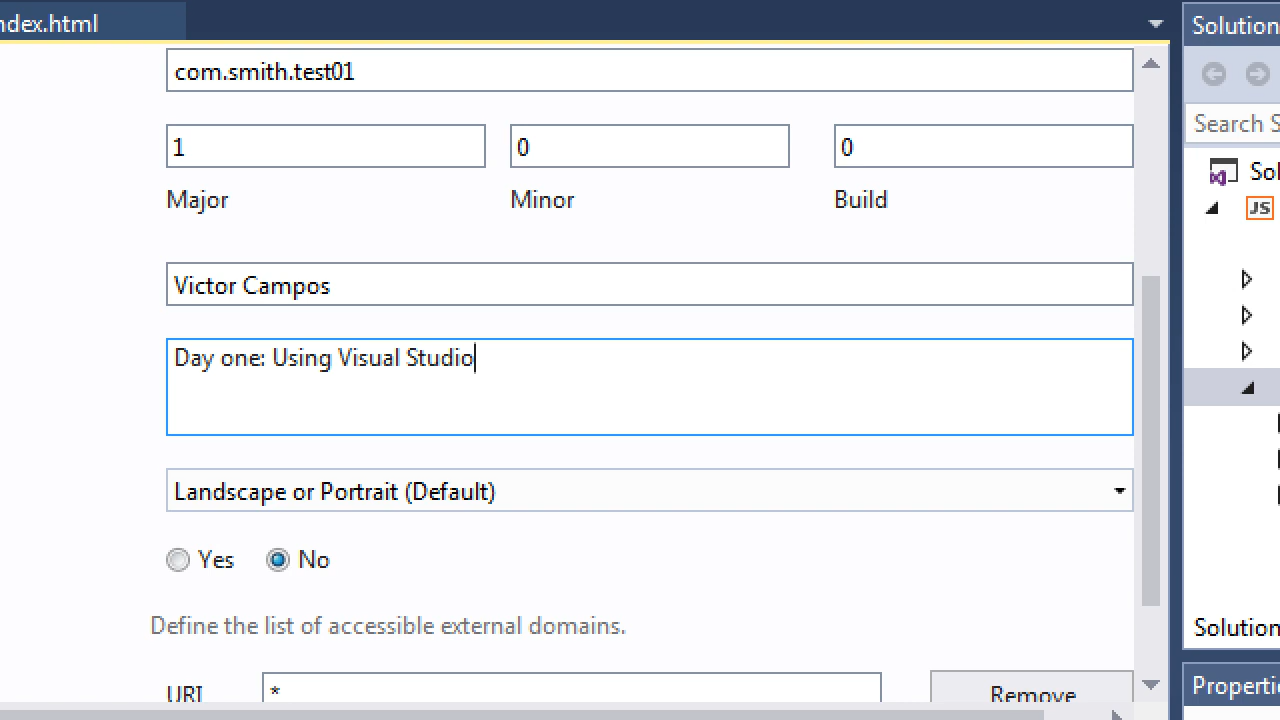 ndex.html
Solution
com.smith.test01
Search S
1 0 0
Sol
Major Minor Build
JS
Victor Campos
Day one: Using Visual Studio
Landscape or Portrait (Default)
Yes No
Define the list of accessible external domains.
Solution
URI * Remove
Properti